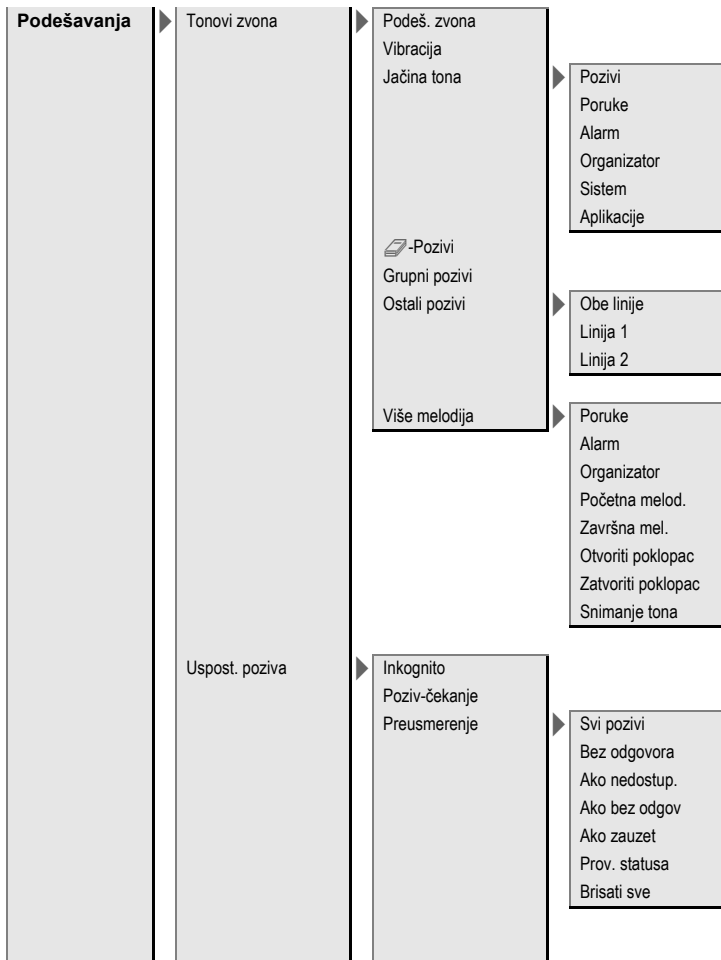 Podešavanja
Tonovi zvona
Podeš. zvona
Vibracija
Jačina tona
Pozivi
Poruke
Alarm
Organizator
Sistem
Aplikacije
-Pozivi
Grupni pozivi
Ostali pozivi
Obe linije
Linija 1
Linija 2
Više melodija
Poruke
Alarm
Organizator
Početna melod.
Završna mel.
Otvoriti poklopac
Zatvoriti poklopac
Snimanje tona
Uspost. poziva
Inkognito
Poziv-čekanje
Preusmerenje
Svi pozivi
Bez odgovora
Ako nedostup.
Ako bez odgov
Ako zauzet
Prov. statusa
Brisati sve